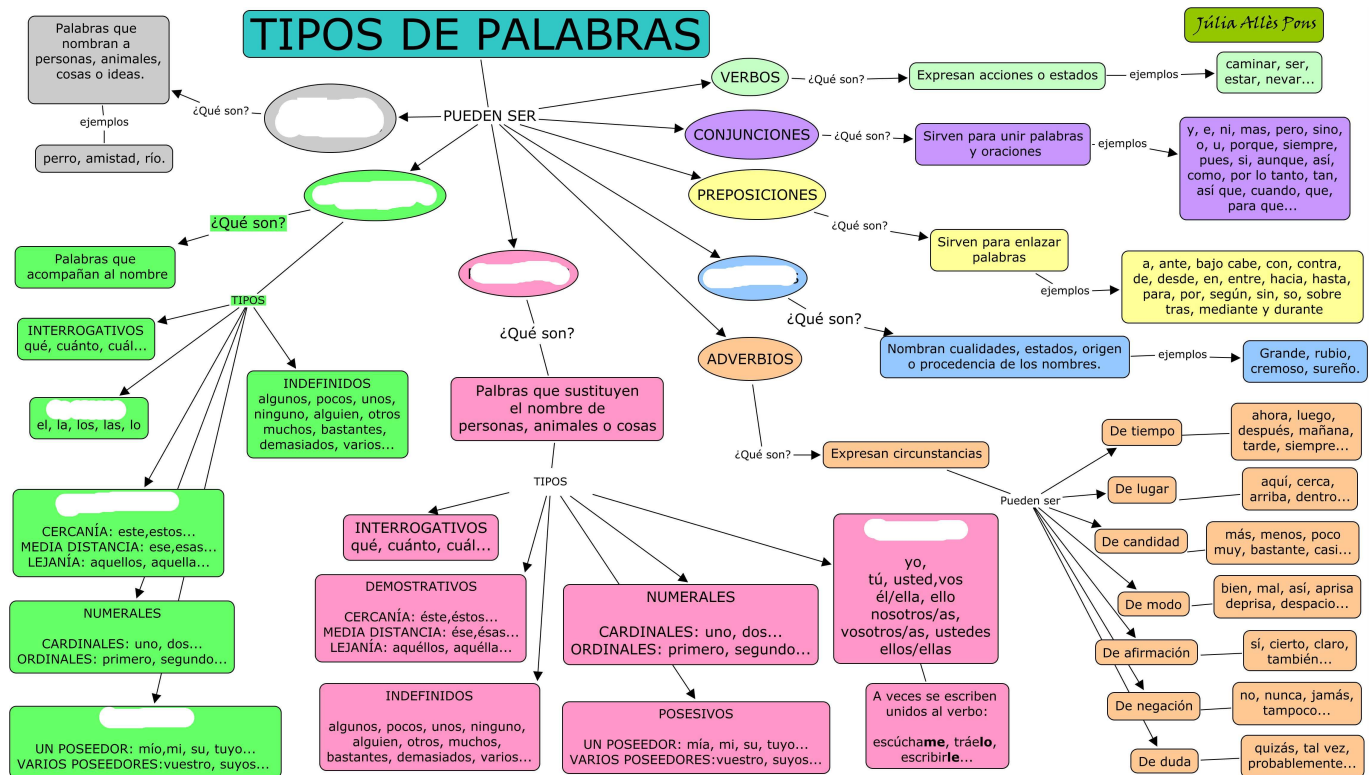 TIPOS DE PALABRAS
Júlia Allès Pons
PUEDEN SER
Palabras que
nombran a
personas, animales,
cosas o ideas.
¿Qué son?
ejemplos
perro, amistad, río.
VERBOS
¿Qué son?
Expresan acciones o estados
ejemplos
caminar, ser,
estar, nevar...
CONJUNCIONES
¿Qué son?
Sirven para unir palabras
y oraciones
ejemplos
y, e, ni, mas, pero, sino,
o, u, porque, siempre,
pues, si, aunque, así,
como, por lo tanto, tan,
así que, cuando, que,
para que...
PREPOSICIONES
¿Qué son?
Sirven para enlazar
palabras
ejemplos
a, ante, bajo cabe, con, contra,
de, desde, en, entre, hacia, hasta,
para, por, según, sin, so, sobre
tras, mediante y durante
¿Qué son?
Nombran cualidades, estados, origen
o procedencia de los nombres.
ejemplos
Grande, rubio,
cremoso, sureño.
¿Qué son?
Palabras que
acompañan al nombre
TIPOS
INTERROGATIVOS
qué, cuánto, cuál...
el, la, los, las, lo
INDEFINIDOS
algunos, pocos, unos,
ninguno, alguien, otros
muchos, bastantes,
demasiados, varios...
CERCANÍA: este,estos...
MEDIA DISTANCIA: ese,esas...
LEJANÍA: aquellos, aquella...
NUMERALES
CARDINALES: uno, dos...
ORDINALES: primero, segundo...
UN POSEEDOR: mío,mi, su, tuyo...
VARIOS POSEEDORES:vuestro, suyos...
¿Qué son?
Palbras que sustituyen
el nombre de
personas, animales o cosas
TIPOS
INTERROGATIVOS
qué, cuánto, cuál...
DEMOSTRATIVOS
CERCANÍA: éste,éstos...
MEDIA DISTANCIA: ése,ésas...
LEJANÍA: aquéllos, aquélla...
INDEFINIDOS
algunos, pocos, unos, ninguno,
alguien, otros, muchos,
bastantes, demasiados, varios...
NUMERALES
CARDINALES: uno, dos...
ORDINALES: primero, segundo...
POSESIVOS
UN POSEEDOR: mía, mi, su, tuyo...
VARIOS POSEEDORES:vuestro, suyos...
yo,
tú, usted,vos
él/ella, ello
nosotros/as,
vosotros/as, ustedes
ellos/ellas
A veces se escriben
unidos al verbo:
escúchame, tráelo,
escribirle...
ADVERBIOS
¿Qué son?
Expresan circunstancias
Pueden ser
De tiempo
ahora, luego,
después, mañana,
tarde, siempre...
De lugar
aquí, cerca,
arriba, dentro...
De candidad
más, menos, poco
muy, bastante, casi...
De modo
bien, mal, así, aprisa
deprisa, despacio...
De afirmación
sí, cierto, claro,
también...
De negación
no, nunca, jamás,
tampoco...
De duda
quizás, tal vez,
probablemente...